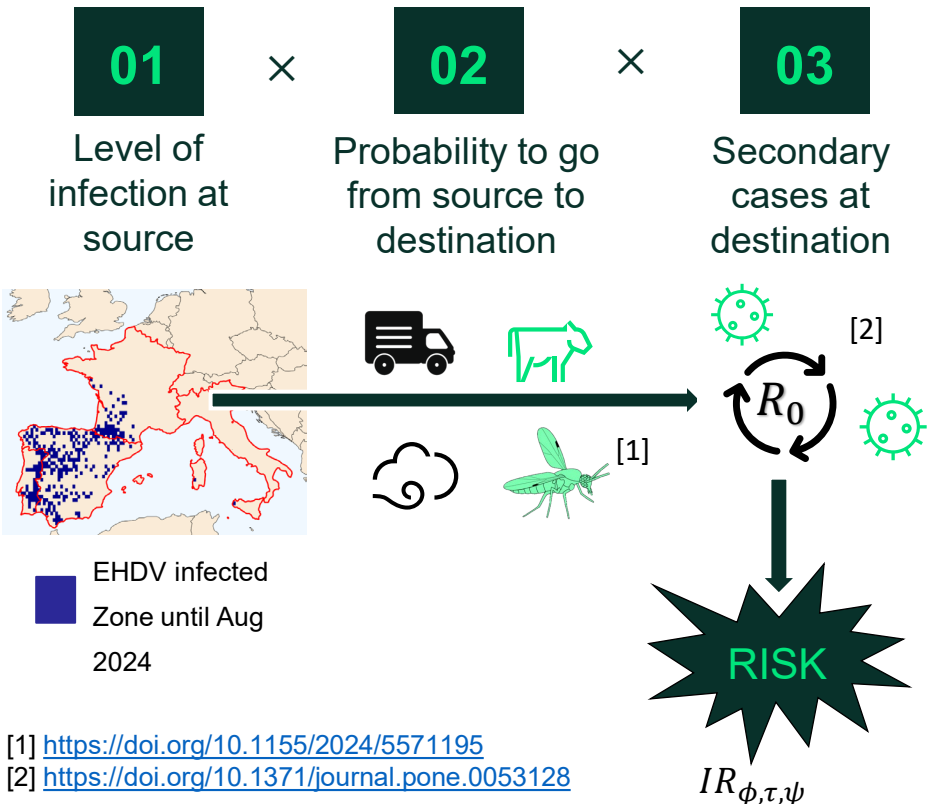 01 × 02 × 03
Level of
infection at
source
Probability to go
from source to
destination
Secondary
cases at
destination
[2]
R₀
[1]
EHDV infected
Zone until Aug
2024
RISK
[1] https://doi.org/10.1155/2024/5571195
[2] https://doi.org/10.1371/journal.pone.0053128
IR_ϕ,τ,ψ